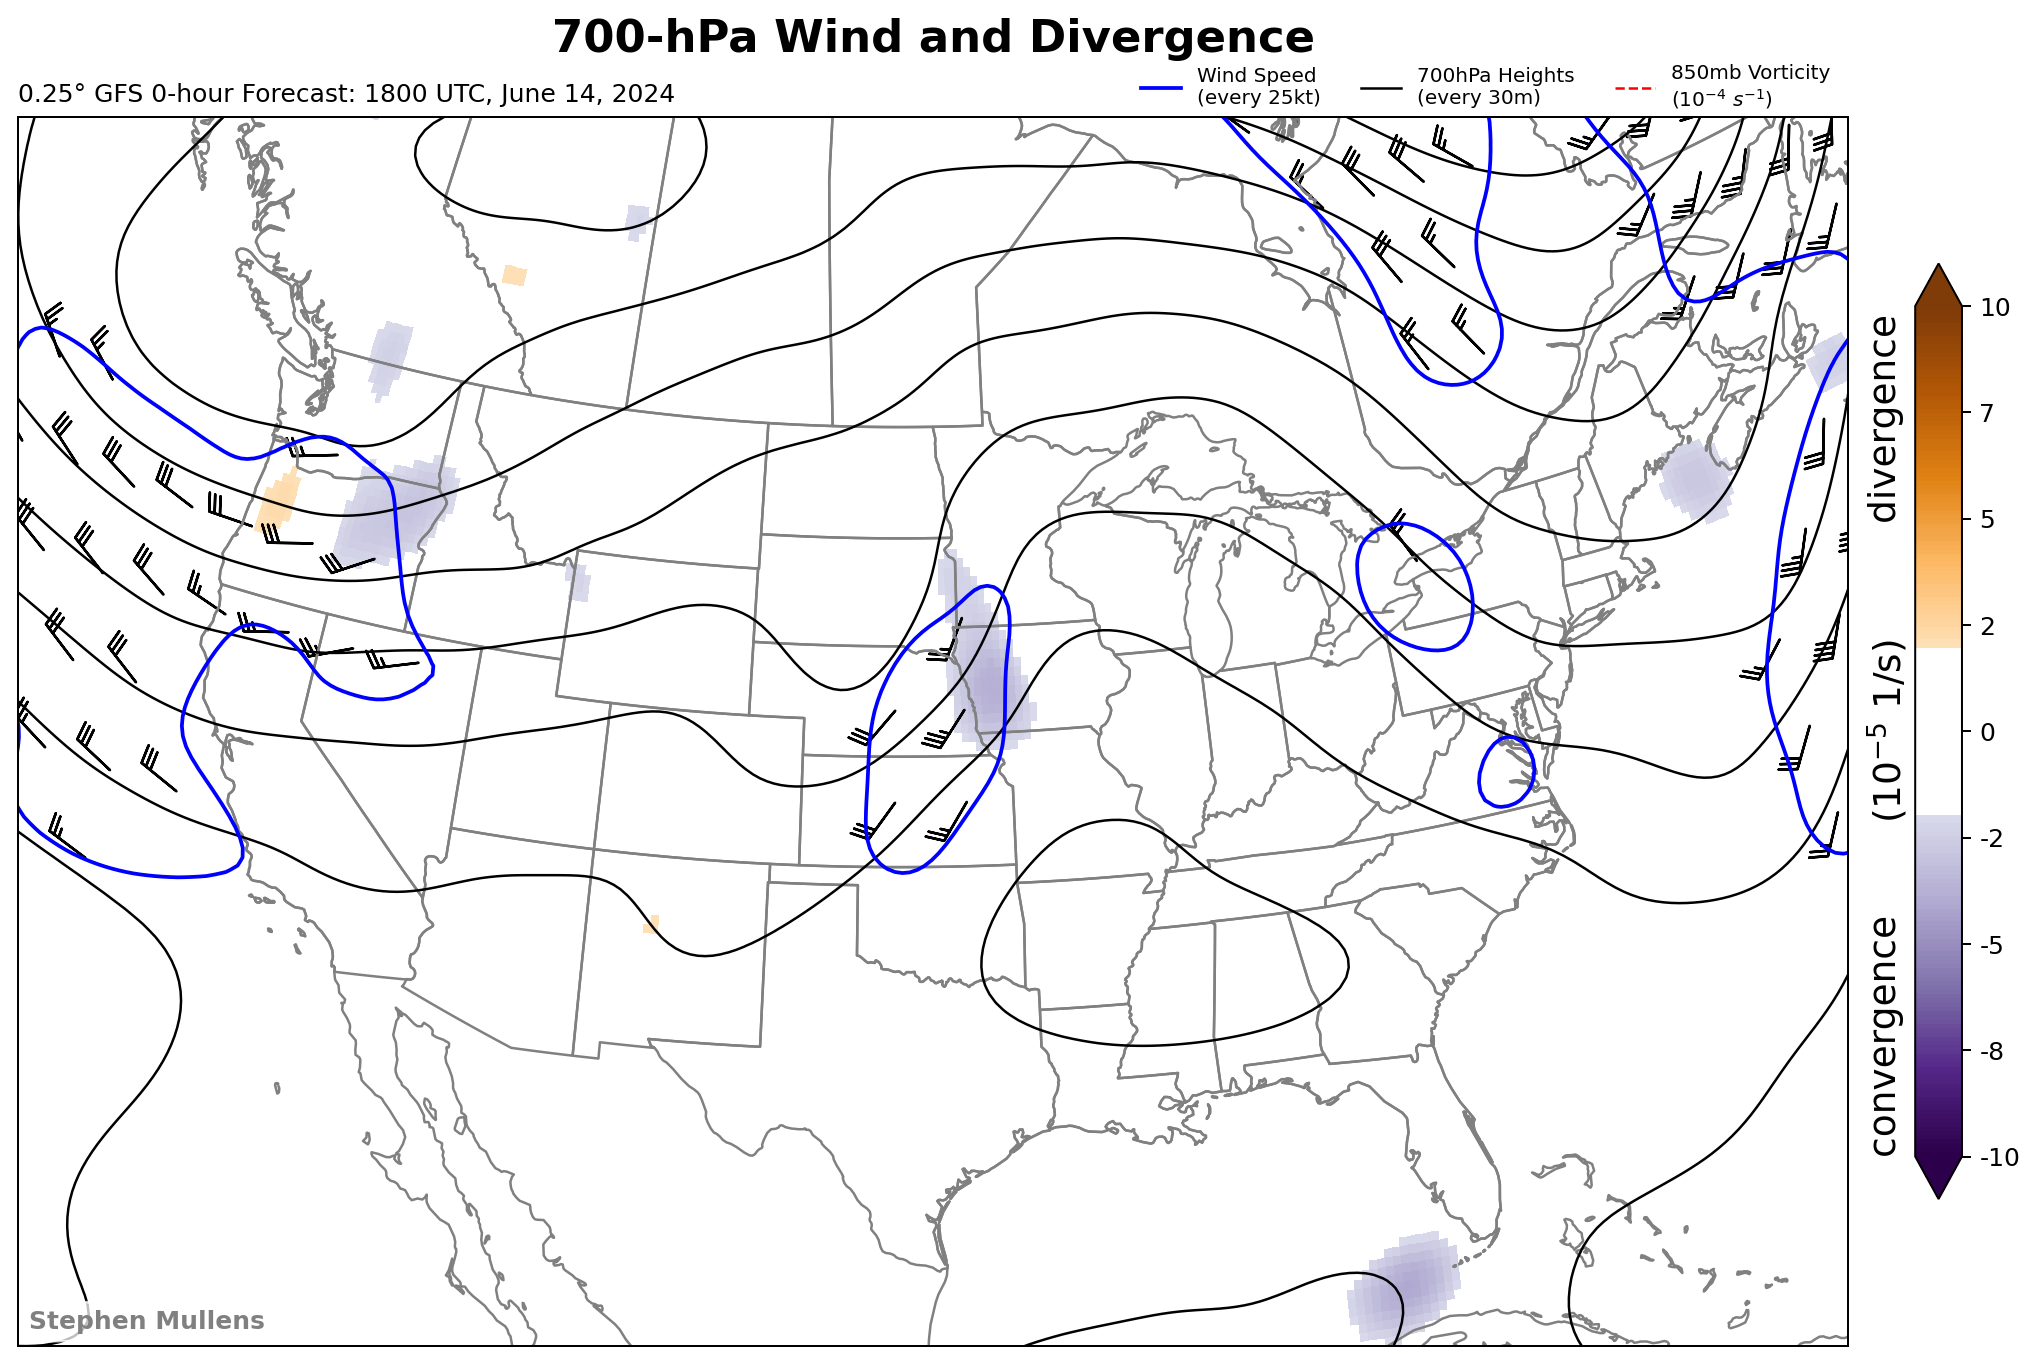 700-hPa Wind and Divergence
0.25° GFS 0-hour Forecast: 1800 UTC, June 14, 2024
Wind Speed
(every 25kt)
700hPa Heights
(every 30m)
850mb Vorticity
(10⁻⁴ s⁻¹)
10
7
5
2
0
-2
-5
-8
-10
convergence (10⁻⁵ 1/s) divergence
Stephen Mullens